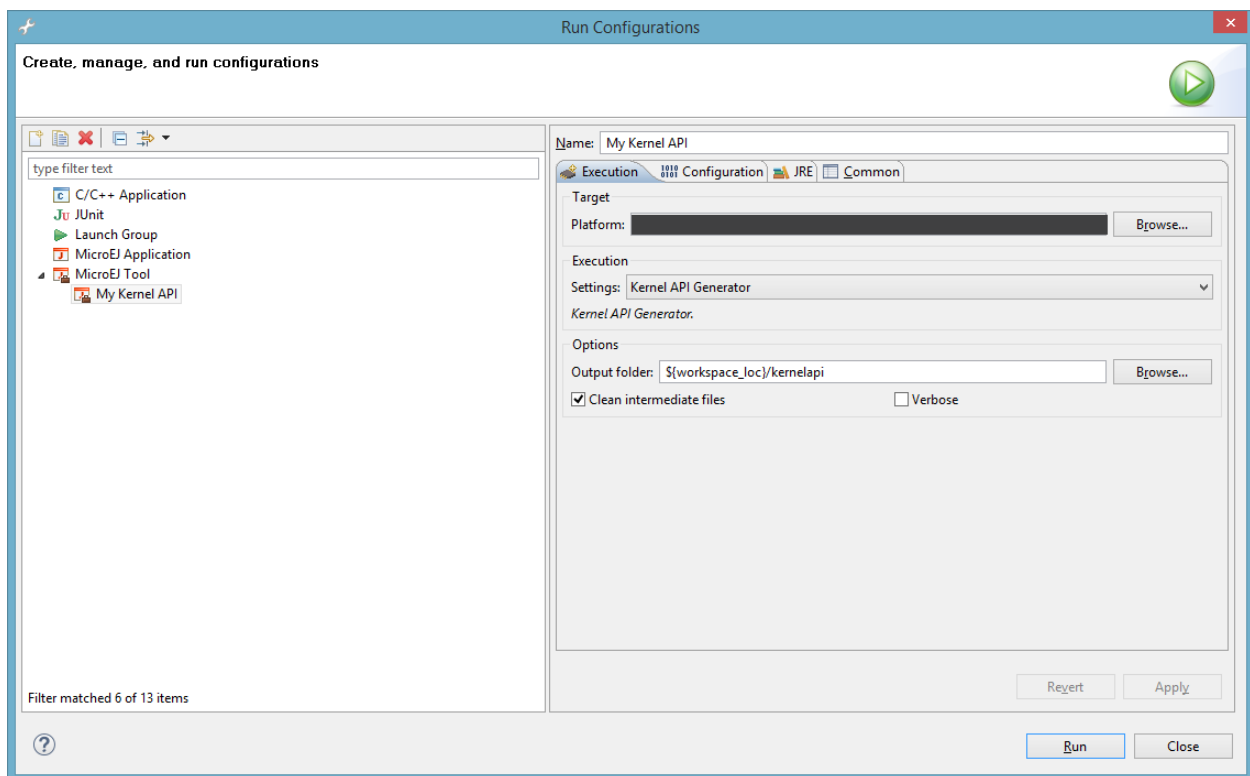 Run Configurations
Create, manage, and run configurations
type filter text
C/C++ Application
JUnit
Launch Group
MicroEJ Application
MicroEJ Tool
My Kernel API
Filter matched 6 of 13 items
Name: My Kernel API
Execution Configuration JRE Common
Target
Platform: Browse...
Execution
Settings: Kernel API Generator
Kernel API Generator.
Options
Output folder: ${workspace_loc}/kernelapi Browse...
Clean intermediate files Verbose
Revert Apply
Run Close